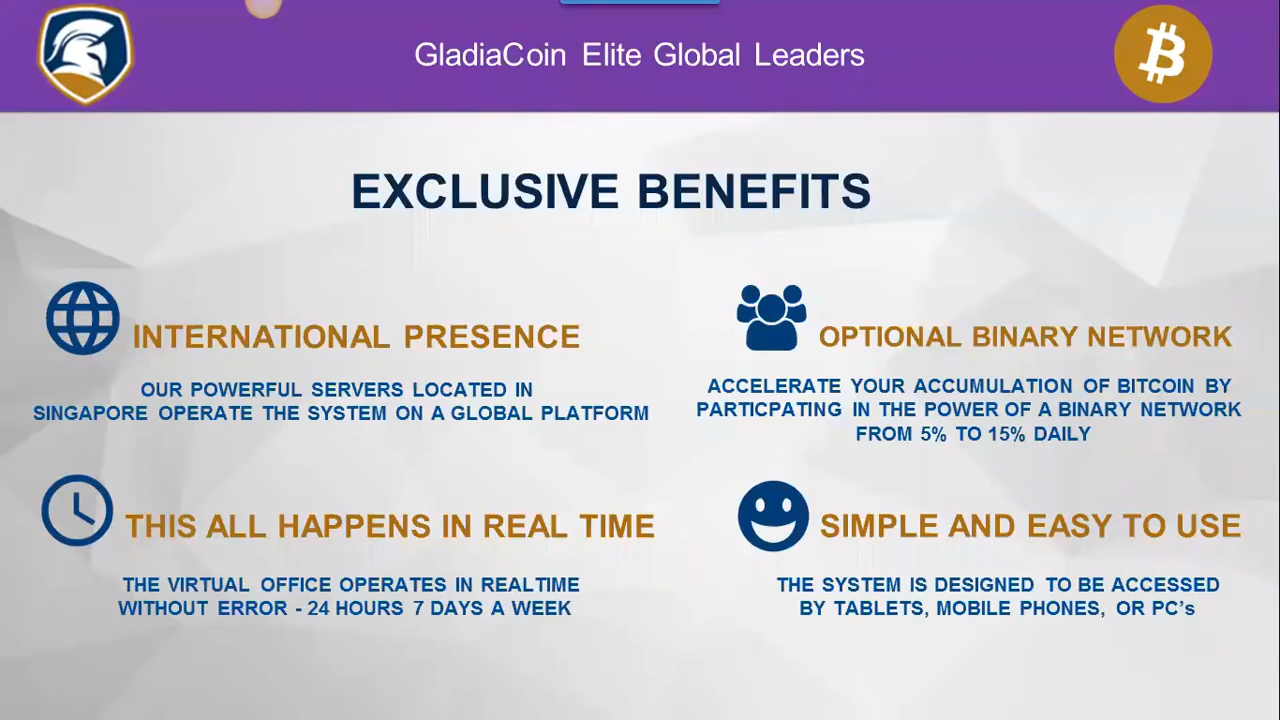 GladiaCoin Elite Global Leaders
EXCLUSIVE BENEFITS
INTERNATIONAL PRESENCE
OUR POWERFUL SERVERS LOCATED IN
SINGAPORE OPERATE THE SYSTEM ON A GLOBAL PLATFORM
OPTIONAL BINARY NETWORK
ACCELERATE YOUR ACCUMULATION OF BITCOIN BY
PARTICPATING IN THE POWER OF A BINARY NETWORK
FROM 5% TO 15% DAILY
THIS ALL HAPPENS IN REAL TIME
THE VIRTUAL OFFICE OPERATES IN REALTIME
WITHOUT ERROR - 24 HOURS 7 DAYS A WEEK
SIMPLE AND EASY TO USE
THE SYSTEM IS DESIGNED TO BE ACCESSED
BY TABLETS, MOBILE PHONES, OR PC’s